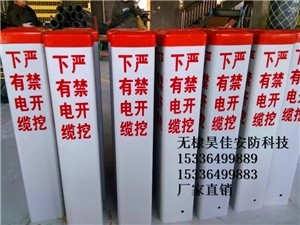 严禁开挖
下有电缆
严禁开挖
下有电缆
严禁开挖
下有电缆
严禁开挖
下有电缆
严禁开挖
下有电缆
无棣昊佳安防科技
15336499889
15336499883
厂家直销